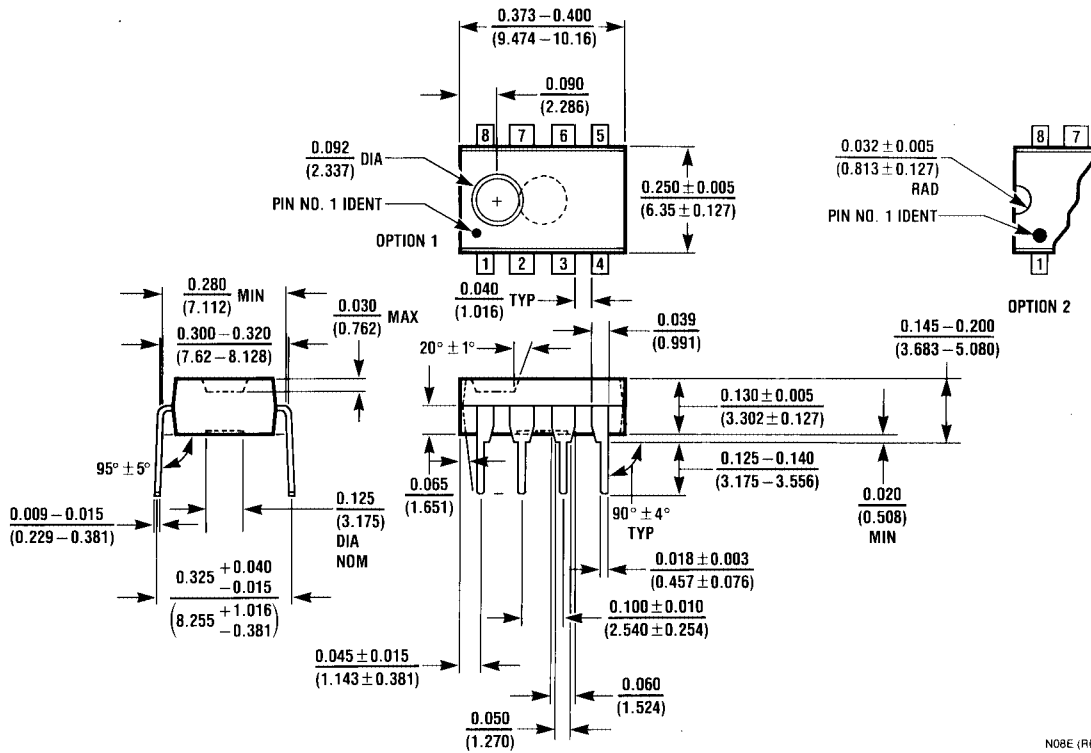 0.373 – 0.400
(9.474 – 10.16)
0.090
(2.286)
8 7 6 5
0.092 DIA
(2.337)
PIN NO. 1 IDENT
OPTION 1
+
1 2 3 4
0.250 ± 0.005
(6.35 ± 0.127)
0.032 ± 0.005
(0.813 ± 0.127)
RAD
PIN NO. 1 IDENT
8 7
1
OPTION 2
0.280 MIN
(7.112)
0.300 – 0.320
(7.62 – 8.128)
0.030 MAX
(0.762)
0.040 TYP
(1.016)
20° ± 1°
0.039
(0.991)
0.145 – 0.200
(3.683 – 5.080)
0.130 ± 0.005
(3.302 ± 0.127)
0.125 – 0.140
(3.175 – 3.556)
0.020
(0.508)
MIN
95° ± 5°
0.009 – 0.015
(0.229 – 0.381)
0.125
(3.175)
DIA
NOM
0.065
(1.651)
90° ± 4°
TYP
0.325 +0.040
-0.015
(8.255 +1.016
-0.381)
0.018 ± 0.003
(0.457 ± 0.076)
0.100 ± 0.010
(2.540 ± 0.254)
0.045 ± 0.015
(1.143 ± 0.381)
0.060
(1.524)
0.050
(1.270)
N08E